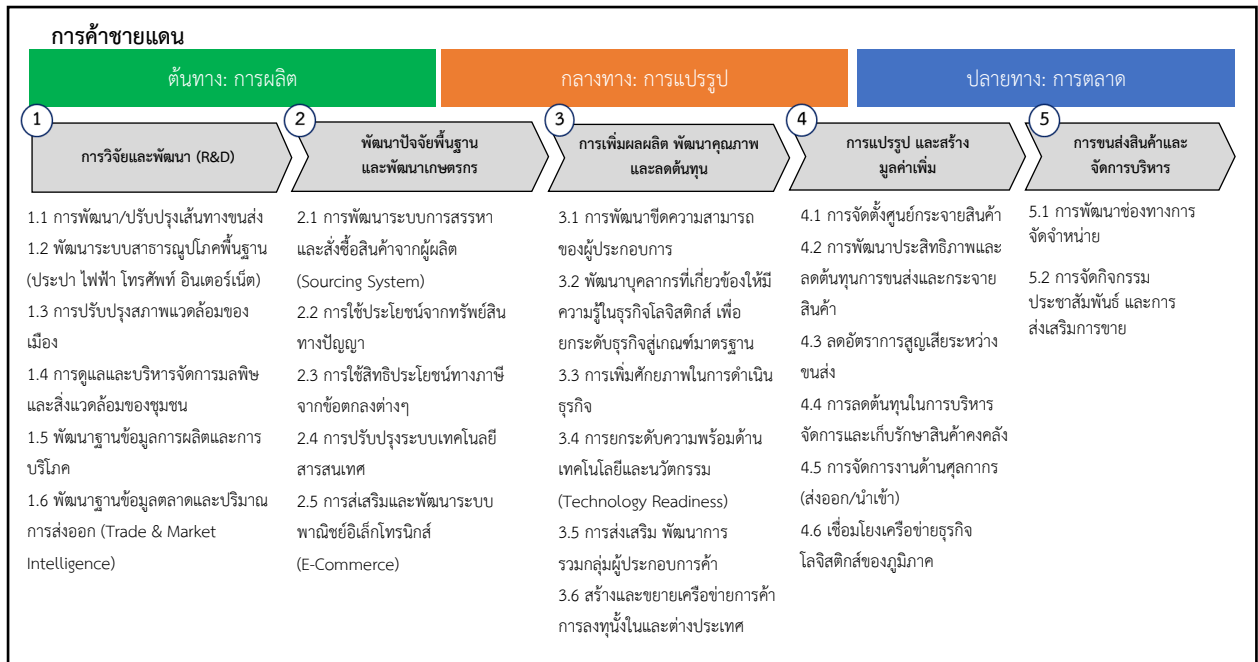 การค้าชายแดน
ต้นทาง: การผลิต
กลางทาง: การแปรรูป
ปลายทาง: การตลาด
1
การวิจัยและพัฒนา (R&D)
2
พัฒนาปัจจัยพื้นฐาน
และพัฒนาเกษตรกร
3
การเพิ่มผลผลิต พัฒนาคุณภาพ
และลดต้นทุน
4
การแปรรูป และสร้าง
มูลค่าเพิ่ม
5
การขนส่งสินค้าและ
จัดการบริหาร
1.1 การพัฒนา/ปรับปรุงเส้นทางขนส่ง
1.2 พัฒนาระบบสาธารณูปโภคพื้นฐาน
(ประปา ไฟฟ้า โทรศัพท์ อินเตอร์เน็ต)
1.3 การปรับปรุงสภาพแวดล้อมของ
เมือง
1.4 การดูแลและบริหารจัดการมลพิษ
และสิ่งแวดล้อมของชุมชน
1.5 พัฒนาฐานข้อมูลการผลิตและการ
บริโภค
1.6 พัฒนาฐานข้อมูลตลาดและปริมาณ
การส่งออก (Trade & Market
Intelligence)
2.1 การพัฒนาระบบการสรรหา
และสั่งซื้อสินค้าจากผู้ผลิต
(Sourcing System)
2.2 การใช้ประโยชน์จากทรัพย์สิน
ทางปัญญา
2.3 การใช้สิทธิประโยชน์ทางภาษี
จากข้อตกลงต่างๆ
2.4 การปรับปรุงระบบเทคโนลยี
สารสนเทศ
2.5 การส่เสริมและพัฒนาระบบ
พาณิชย์อิเล็กโทรนิกส์
(E-Commerce)
3.1 การพัฒนาขีดความสามารถ
ของผู้ประกอบการ
3.2 พัฒนาบุคลากรที่เกี่ยวข้องให้มี
ความรู้ในธุรกิจโลจิสติกส์ เพื่อ
ยกระดับธุรกิจสู่เกณฑ์มาตรฐาน
3.3 การเพิ่มศักยภาพในการดำเนิน
ธุรกิจ
3.4 การยกระดับความพร้อมด้าน
เทคโนโลยีและนวัตกรรม
(Technology Readiness)
3.5 การส่งเสริม พัฒนาการ
รวมกลุ่มผู้ประกอบการค้า
3.6 สร้างและขยายเครือข่ายการค้า
การลงทุนั้งในและต่างประเทศ
4.1 การจัดตั้งศูนย์กระจายสินค้า
4.2 การพัฒนาประสิทธิภาพและ
ลดต้นทุนการขนส่งและกระจาย
สินค้า
4.3 ลดอัตราการสูญเสียระหว่าง
ขนส่ง
4.4 การลดต้นทุนในการบริหาร
จัดการและเก็บรักษาสินค้าคงคลัง
4.5 การจัดการงานด้านศุลกากร
(ส่งออก/นำเข้า)
4.6 เชื่อมโยงเครือข่ายธุรกิจ
โลจิสติกส์ของภูมิภาค
5.1 การพัฒนาช่องทางการ
จัดจำหน่าย
5.2 การจัดกิจกรรม
ประชาสัมพันธ์ และการ
ส่งเสริมการขาย